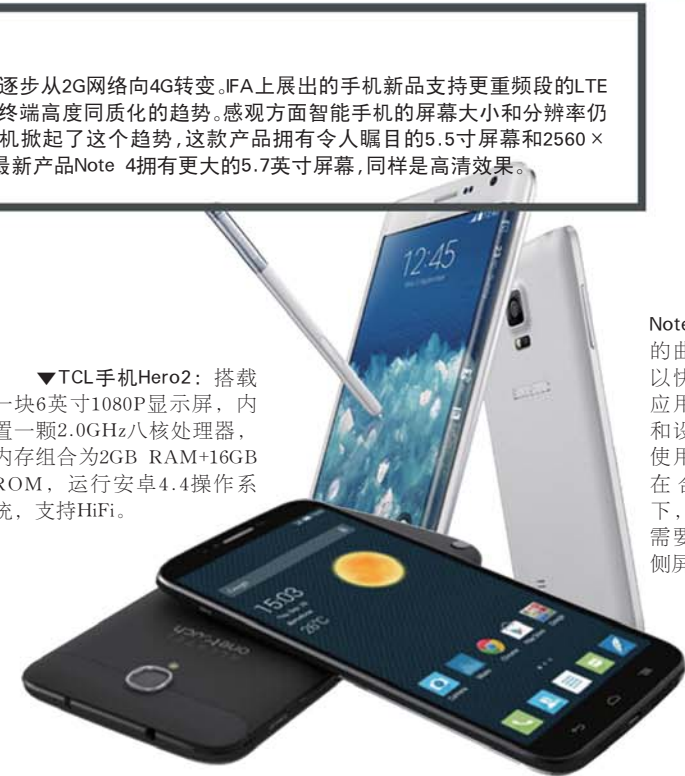 逐步从2G网络向4G转变。IFA上展出的手机新品支持更重频段的LTE
终端高度同质化的趋势。感观方面智能手机的屏幕大小和分辨率仍
机掀起了这个趋势,这款产品拥有令人瞩目的5.5寸屏幕和2560×
最新产品Note 4拥有更大的5.7英寸屏幕,同样是高清效果。
▼TCL手机Hero2：搭载
一块6英寸1080P显示屏，内
置一颗2.0GHz八核处理器，
内存组合为2GB RAM+16GB
ROM，运行安卓4.4操作系
统，支持HiFi。
Note
的曲
以快
应用
和设
使用
在合
下，
需要
侧屏
12:45
SAMSUNG
15:03
26°C
onetouch